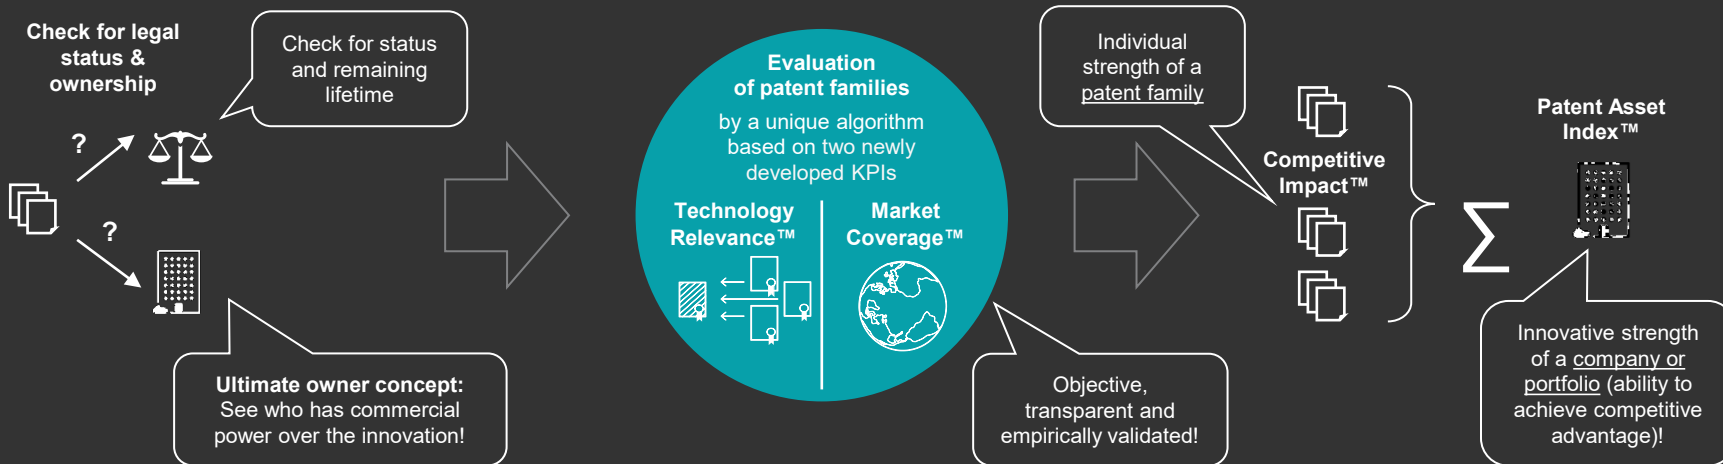 Check for legal
status &
ownership
?
?
Check for status
and remaining
lifetime
Ultimate owner concept:
See who has commercial
power over the innovation!
Evaluation
of patent families
by a unique algorithm
based on two newly
developed KPIs
Technology
Relevance™
Market
Coverage™
Objective,
transparent and
empirically validated!
Individual
strength of a
patent family
Competitive
Impact™
∑
Patent Asset
Index™
Innovative strength
of a company or
portfolio (ability to
achieve competitive
advantage)!